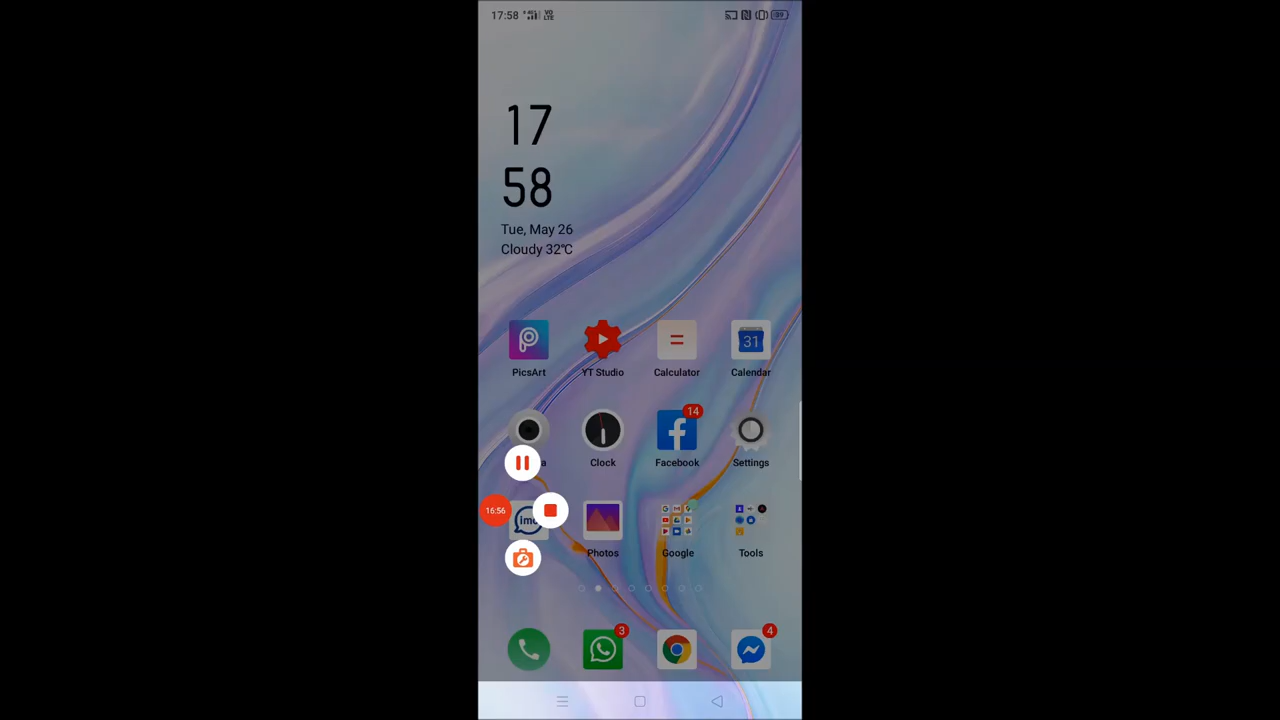 17:58
17
58
Tue, May 26
Cloudy 32℃
PicsArt
YT Studio
31
Calculator
Calendar
14
a
Clock
Facebook
Settings
16:56
imo
Photos
Google
Tools
3
4